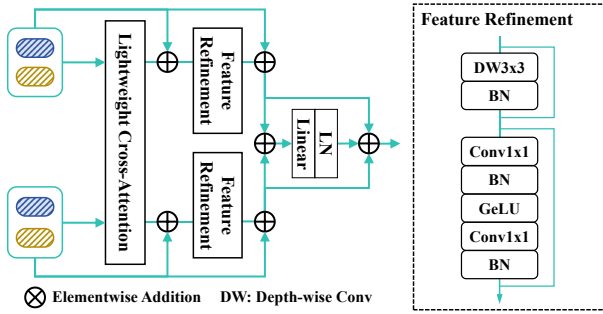 Lightweight Cross-Attention
Feature
Refinement
Feature
Refinement
Linear
LN
Elementwise Addition
DW: Depth-wise Conv
Feature Refinement
DW3x3
BN
Conv1x1
BN
GeLU
Conv1x1
BN